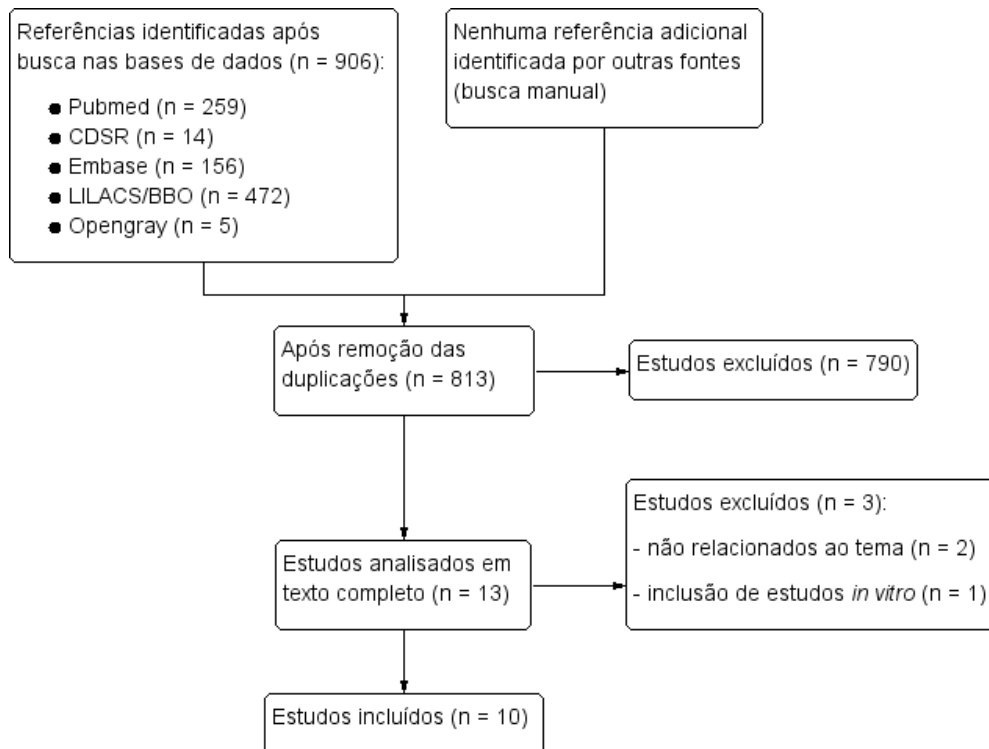 Referências identificadas após
busca nas bases de dados (n = 906):
● Pubmed (n = 259)
● CDSR (n = 14)
● Embase (n = 156)
● LILACS/BBO (n = 472)
● Opengray (n = 5)
Nenhuma referência adicional
identificada por outras fontes
(busca manual)
Após remoção das
duplicações (n = 813)
Estudos excluídos (n = 790)
Estudos analisados em
texto completo (n = 13)
Estudos excluídos (n = 3):
- não relacionados ao tema (n = 2)
- inclusão de estudos in vitro (n = 1)
Estudos incluídos (n = 10)